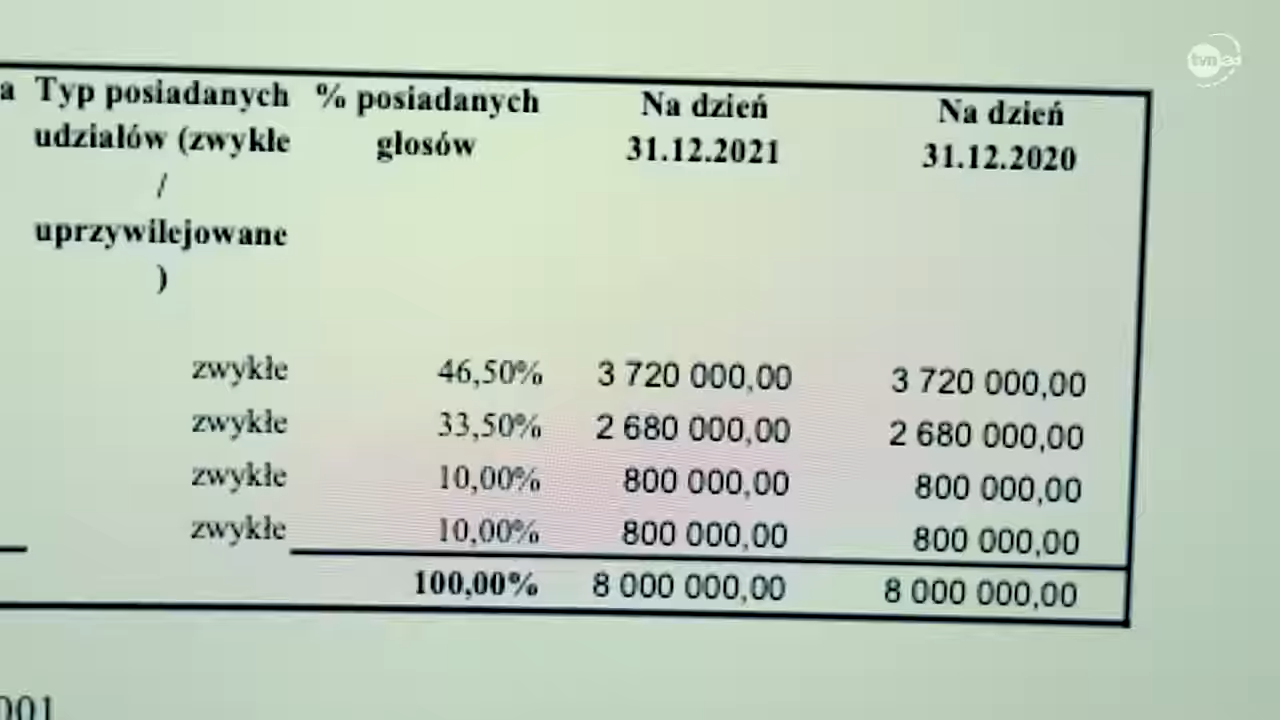 a Typ posiadanych % posiadanych Na dzień Na dzień
udziałów (zwykłe głosów 31.12.2021 31.12.2020
/
uprzywilejowane
)
zwykłe 46,50% 3 720 000,00 3 720 000,00
zwykłe 33,50% 2 680 000,00 2 680 000,00
zwykłe 10,00% 800 000,00 800 000,00
zwykłe 10,00% 800 000,00 800 000,00
100,00% 8 000 000,00 8 000 000,00
001
tvn24